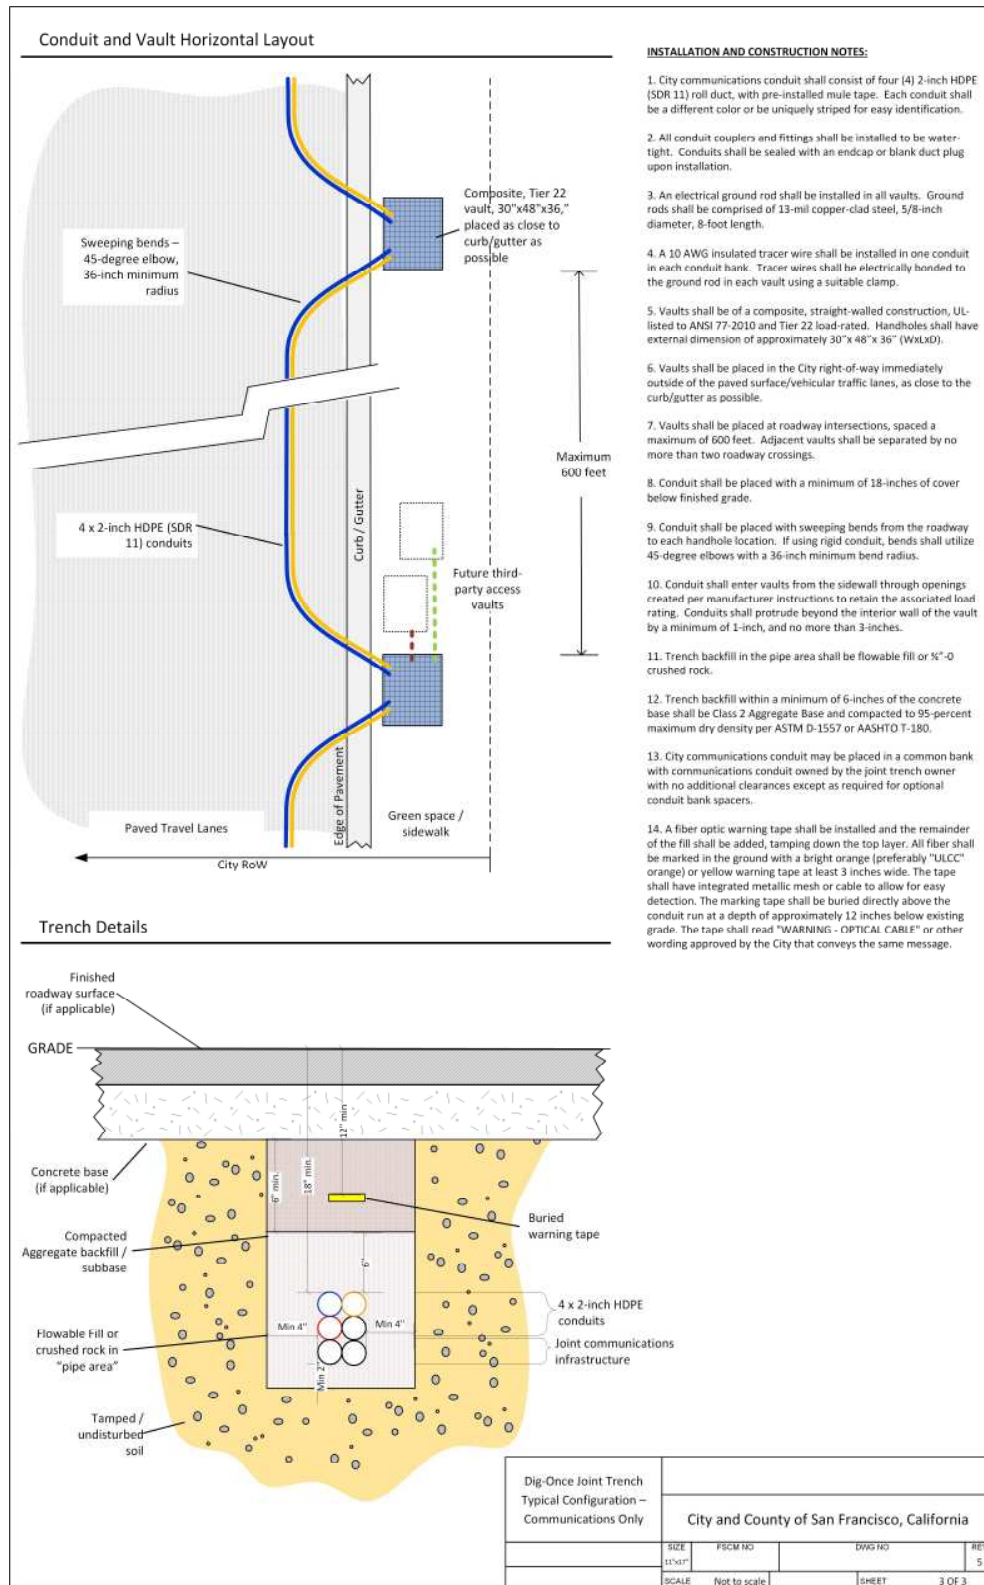 Conduit and Vault Horizontal Layout
Composite, Tier 22
vault, 30"x48"x36,"
placed as close to
curb/gutter as
possible
Sweeping bends –
45-degree elbow,
36-inch minimum
radius
Maximum
600 feet
4 x 2-inch HDPE (SDR
11) conduits
Curb / Gutter
Future third-
party access
vaults
Edge of Pavement
Paved Travel Lanes
Green space /
sidewalk
City RoW
INSTALLATION AND CONSTRUCTION NOTES:
1. City communications conduit shall consist of four (4) 2-inch HDPE
(SDR 11) roll duct, with pre-installed mule tape. Each conduit shall
be a different color or be uniquely striped for easy identification.
2. All conduit couplers and fittings shall be installed to be water-
tight. Conduits shall be sealed with an endcap or blank duct plug
upon installation.
3. An electrical ground rod shall be installed in all vaults. Ground
rods shall be comprised of 13-mil copper-clad steel, 5/8-inch
diameter, 8-foot length.
4. A 10 AWG insulated tracer wire shall be installed in one conduit
in each conduit bank. Tracer wires shall be electrically bonded to
the ground rod in each vault using a suitable clamp.
5. Vaults shall be of a composite, straight-walled construction, UL-
listed to ANSI 77-2010 and Tier 22 load-rated. Handholes shall have
external dimension of approximately 30"x 48"x 36" (WxLxD).
6. Vaults shall be placed in the City right-of-way immediately
outside of the paved surface/vehicular traffic lanes, as close to the
curb/gutter as possible.
7. Vaults shall be placed at roadway intersections, spaced a
maximum of 600 feet. Adjacent vaults shall be separated by no
more than two roadway crossings.
8. Conduit shall be placed with a minimum of 18-inches of cover
below finished grade.
9. Conduit shall be placed with sweeping bends from the roadway
to each handhole location. If using rigid conduit, bends shall utilize
45-degree elbows with a 36-inch minimum bend radius.
10. Conduit shall enter vaults from the sidewall through openings
created per manufacturer instructions to retain the associated load
rating. Conduits shall protrude beyond the interior wall of the vault
by a minimum of 1-inch, and no more than 3-inches.
11. Trench backfill in the pipe area shall be flowable fill or ¾"-0
crushed rock.
12. Trench backfill within a minimum of 6-inches of the concrete
base shall be Class 2 Aggregate Base and compacted to 95-percent
maximum dry density per ASTM D-1557 or AASHTO T-180.
13. City communications conduit may be placed in a common bank
with communications conduit owned by the joint trench owner
with no additional clearances except as required for optional
conduit bank spacers.
14. A fiber optic warning tape shall be installed and the remainder
of the fill shall be added, tamping down the top layer. All fiber shall
be marked in the ground with a bright orange (preferably "ULCC"
orange) or yellow warning tape at least 3 inches wide. The tape
shall have integrated metallic mesh or cable to allow for easy
detection. The marking tape shall be buried directly above the
conduit run at a depth of approximately 12 inches below existing
grade. The tape shall read "WARNING - OPTICAL CABLE" or other
wording approved by the City that conveys the same message.
Trench Details
Finished
roadway surface
(if applicable)
GRADE
12" min
18" min.
6" min.
Concrete base
(if applicable)
Buried
warning tape
Compacted
Aggregate backfill /
subbase
6"
4 x 2-inch HDPE
conduits
Min 4"
Min 4"
Flowable Fill or
crushed rock in
"pipe area"
Joint communications
infrastructure
Min 2"
Tamped /
undisturbed
soil
Dig-Once Joint Trench
Typical Configuration –
Communications Only
City and County of San Francisco, California
SIZE
11"x17"
FSCM NO
DWG NO
REV
5
SCALE
Not to scale
SHEET
3 OF 3